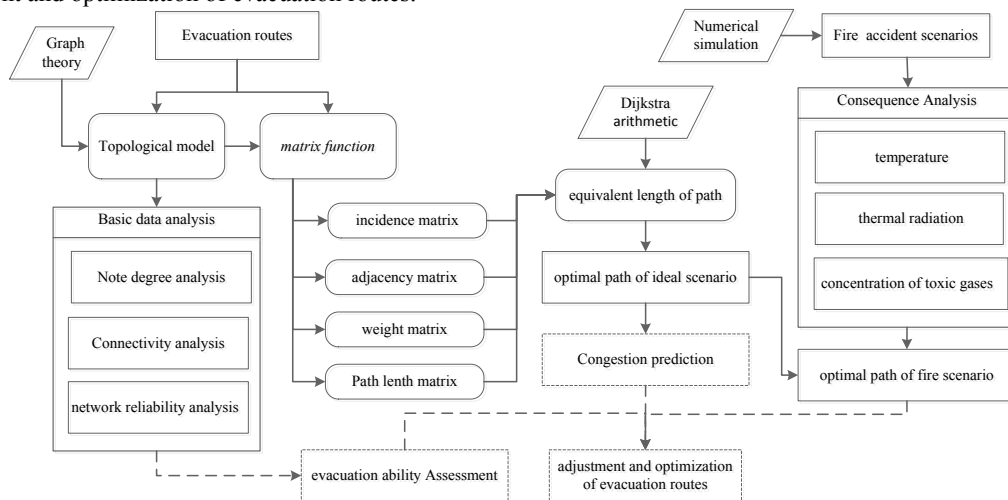 ent and optimization of evacuation routes.
Graph
theory
Evacuation routes
Numerical
simulation
Fire accident scenarios
Dijkstra
arithmetic
Consequence Analysis
Topological model
matrix function
temperature
equivalent length of path
Basic data analysis
incidence matrix
thermal radiation
Note degree analysis
adjacency matrix
optimal path of ideal scenario
concentration of toxic gases
Connectivity analysis
weight matrix
Congestion prediction
Path lenth matrix
optimal path of fire scenario
network reliability analysis
evacuation ability Assessment
adjustment and optimization
of evacuation routes